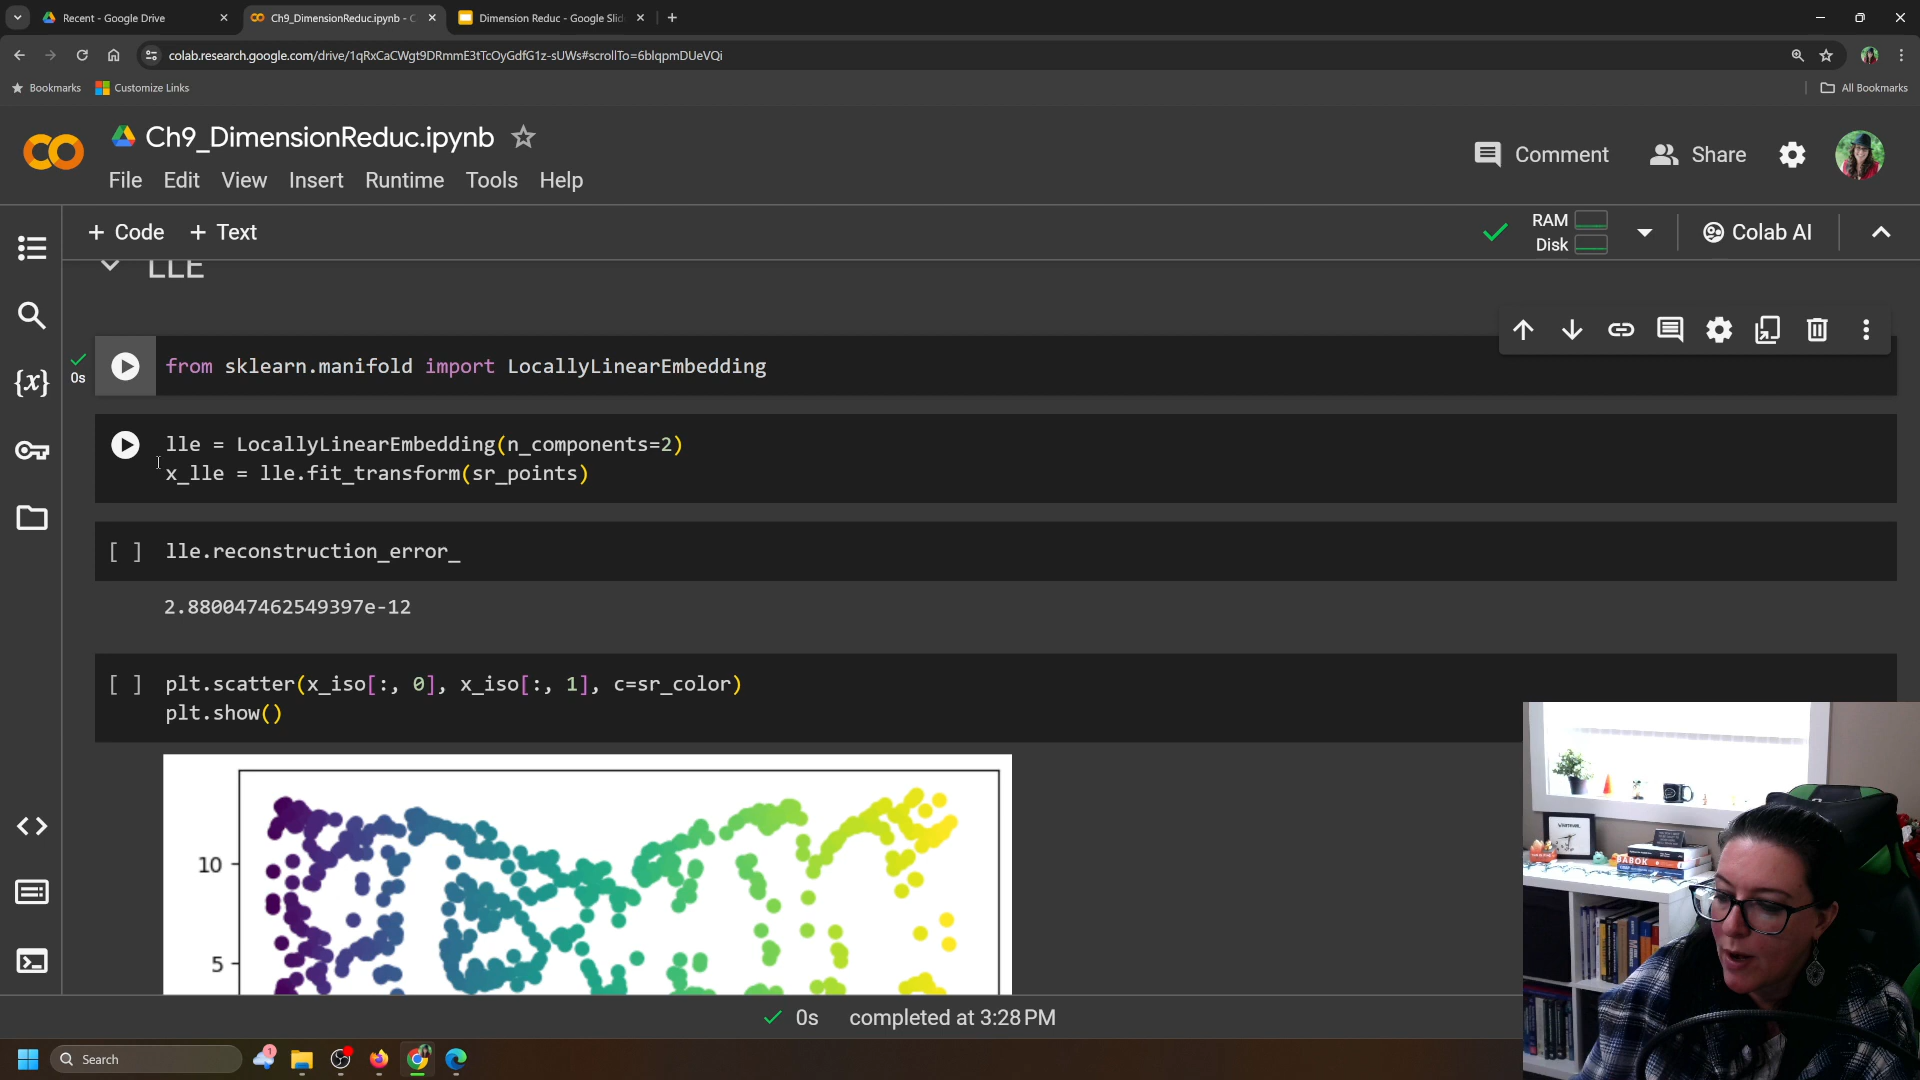 Recent - Google Drive
Ch9_DimensionReduc.ipynb - C
Dimension Reduc - Google Slid
colab.research.google.com/drive/1qRxCaCWgt9DRmmE3tTcOyGdfG1z-sUWs#scrollTo=6blqpmDUeVQi
Bookmarks
Customize Links
All Bookmarks
Ch9_DimensionReduc.ipynb
Comment
Share
File Edit View Insert Runtime Tools Help
+ Code + Text
RAM
Disk
Colab AI
LLE
0s
from sklearn.manifold import LocallyLinearEmbedding
lle = LocallyLinearEmbedding(n_components=2)
x_lle = lle.fit_transform(sr_points)
[ ] lle.reconstruction_error_
2.880047462549397e-12
[ ] plt.scatter(x_iso[:, 0], x_iso[:, 1], c=sr_color)
plt.show()
10
5
BABOK
0s completed at 3:28 PM
Search
1